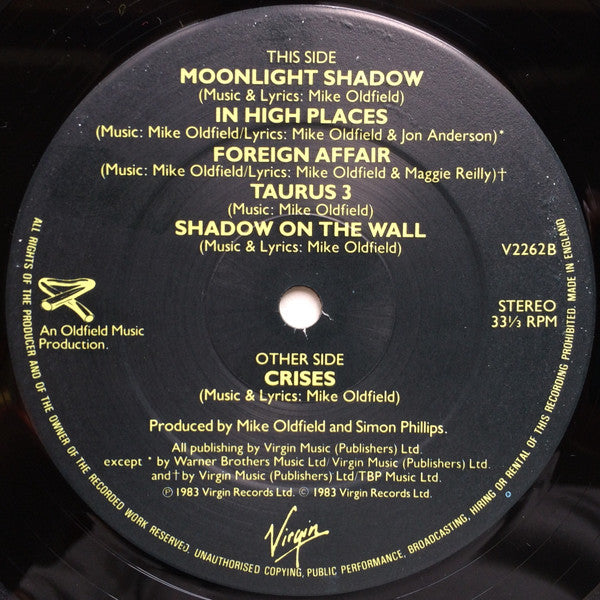 THIS SIDE
MOONLIGHT SHADOW
(Music & Lyrics: Mike Oldfield)
IN HIGH PLACES
(Music: Mike Oldfield/Lyrics: Mike Oldfield & Jon Anderson)*
FOREIGN AFFAIR
(Music: Mike Oldfield/Lyrics: Mike Oldfield & Maggie Reilly)†
TAURUS 3
(Music: Mike Oldfield)
SHADOW ON THE WALL
(Music & Lyrics: Mike Oldfield)
V2262B
An Oldfield Music
Production.
STEREO
33⅓ RPM
OTHER SIDE
CRISES
(Music & Lyrics: Mike Oldfield)
Produced by Mike Oldfield and Simon Phillips.
All publishing by Virgin Music (Publishers) Ltd.
except * by Warner Brothers Music Ltd/Virgin Music (Publishers) Ltd.
and † by Virgin Music (Publishers) Ltd/TBP Music Ltd.
℗ 1983 Virgin Records Ltd. © 1983 Virgin Records Ltd.
Virgin
ALL RIGHTS OF THE PRODUCER AND OF THE OWNER OF THE RECORDED WORK RESERVED. UNAUTHORISED COPYING, PUBLIC PERFORMANCE, BROADCASTING, HIRING OR RENTAL OF THIS RECORDING PROHIBITED. MADE IN ENGLAND